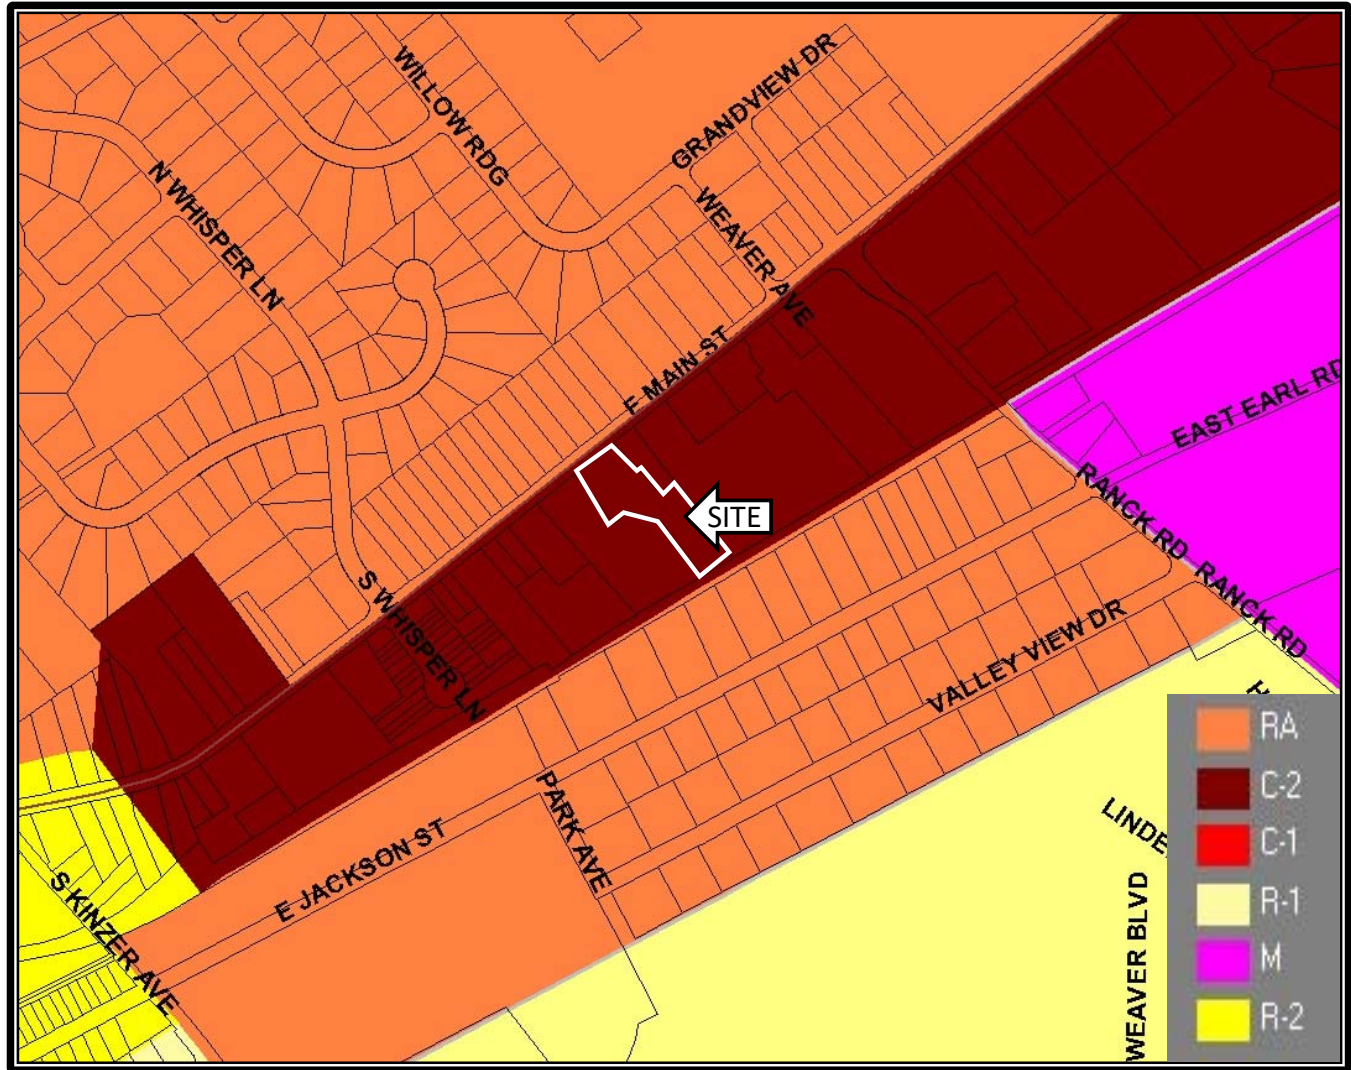 WILLOW RDG
GRANDVIEW DR
N WHISPER LN
WEAVER AVE
E MAIN ST
EAST EARL RD
SITE
RANCK RD
RANCK RD
S WHISPER LN
VALLEY VIEW DR
PARK AVE
E JACKSON ST
S KINZER AVE
LINDE
WEAVER BLVD
RA
C-2
C-1
R-1
M
R-2